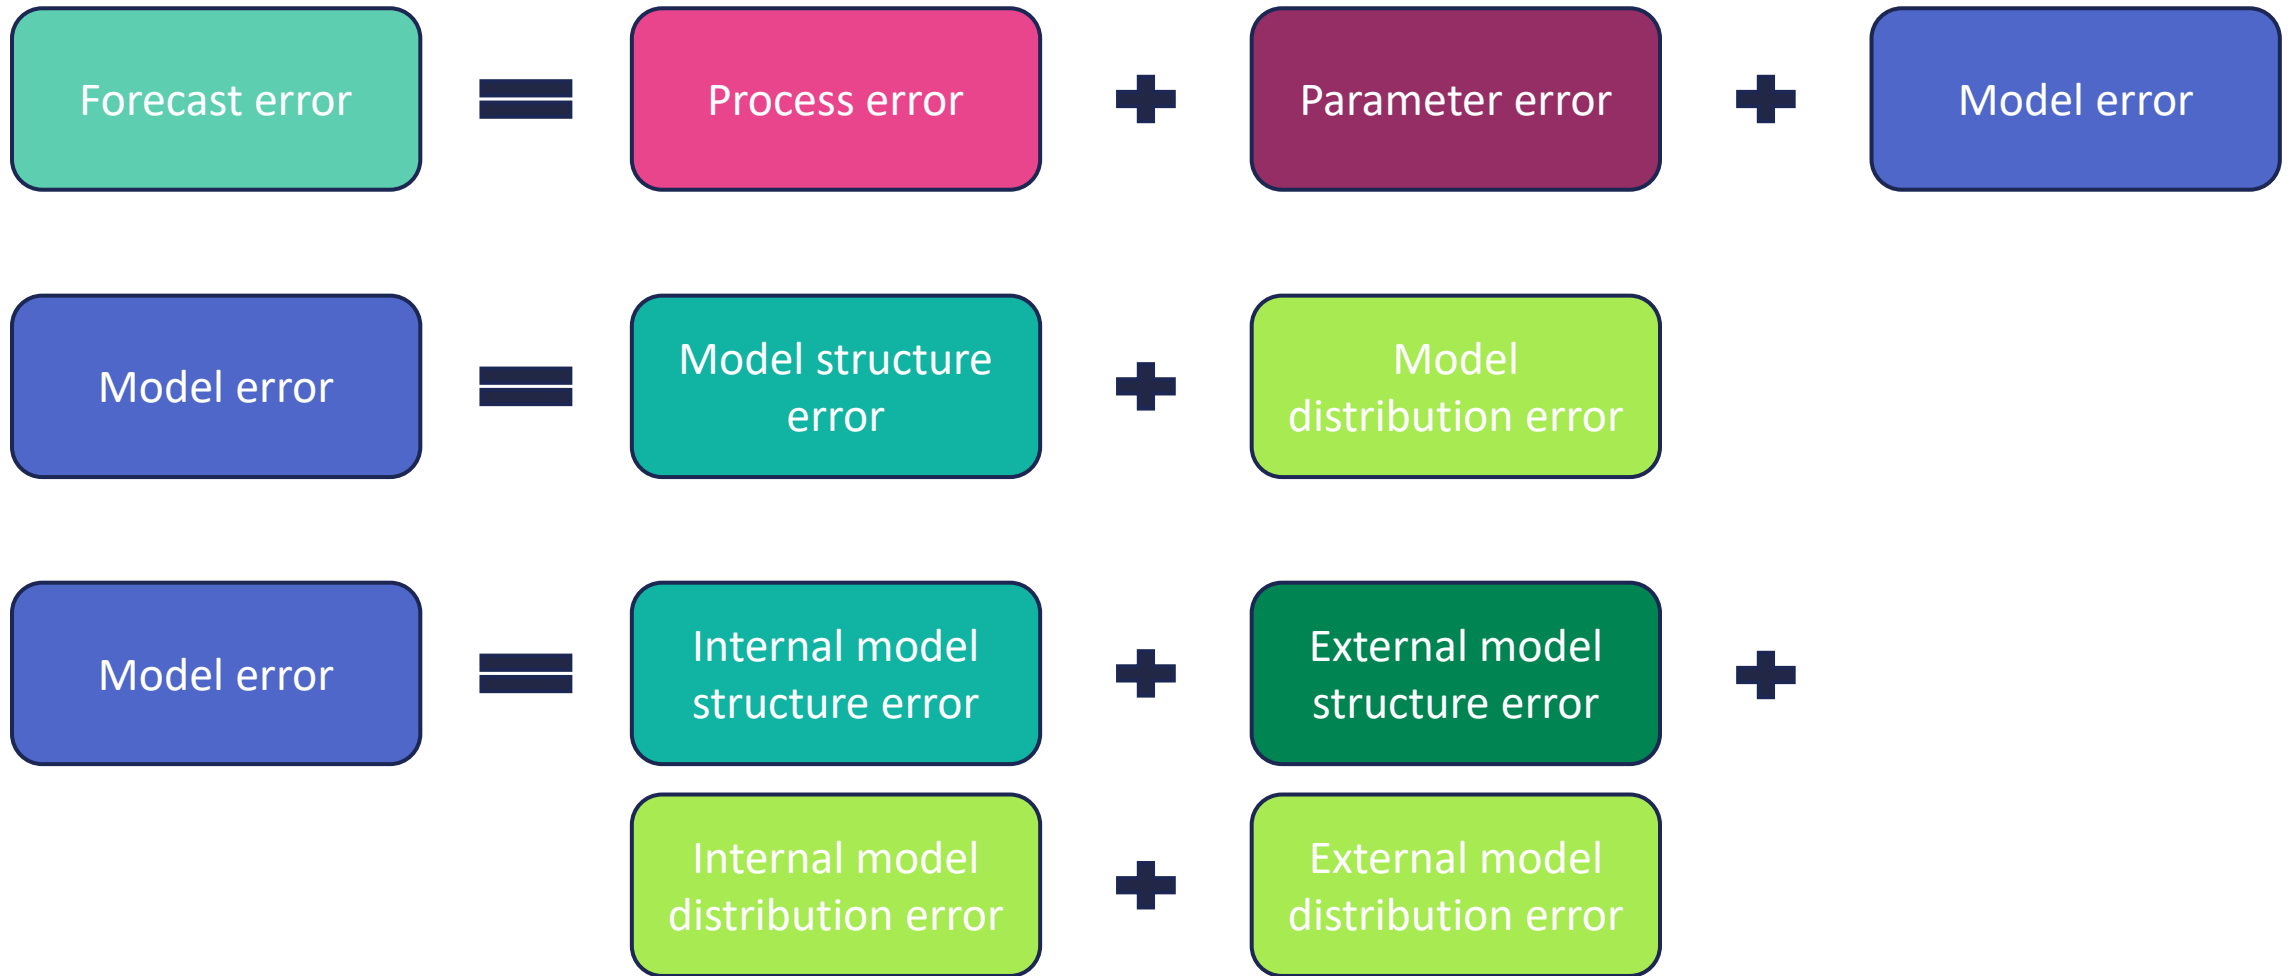 Forecast error
Process error
Parameter error
Model error
Model error
Model structure
error
Model
distribution error
Model error
Internal model
structure error
External model
structure error
Internal model
distribution error
External model
distribution error